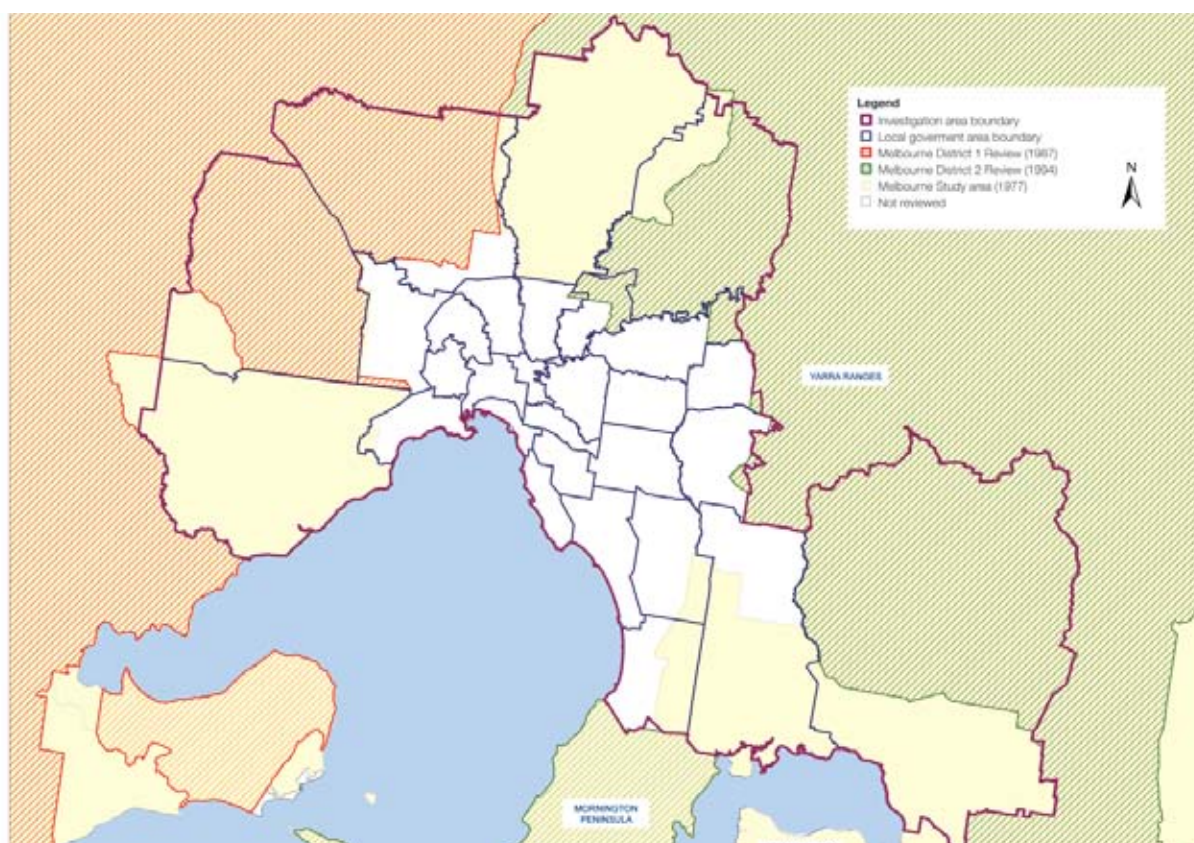 Legend
Investigation area boundary
Local goverment area boundary
Melbourne District 1 Review (1987)
Melbourne District 2 Review (1994)
Melbourne Study area (1977)
Not reviewed
N
YARRA RANGES
MORNINGTON
PENINSULA